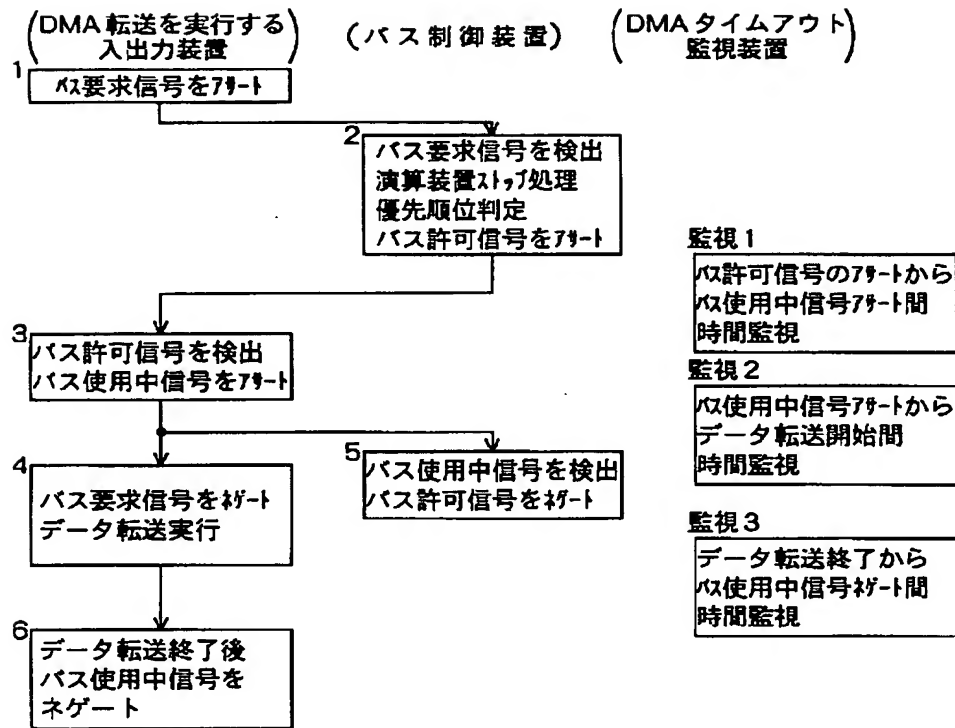 (DMA転送を実行する
入出力装置)
(バス制御装置)
(DMAタイムアウト
監視装置)
1
バス要求信号をアサート
2
バス要求信号を検出
演算装置ストップ処理
優先順位判定
バス許可信号をアサート
3
バス許可信号を検出
バス使用中信号をアサート
4
バス要求信号をネゲート
データ転送実行
5
バス使用中信号を検出
バス許可信号をネゲート
6
データ転送終了後
バス使用中信号を
ネゲート
監視1
バス許可信号のアサートから
バス使用中信号アサート間
時間監視
監視2
バス使用中信号アサートから
データ転送開始間
時間監視
監視3
データ転送終了から
バス使用中信号ネゲート間
時間監視